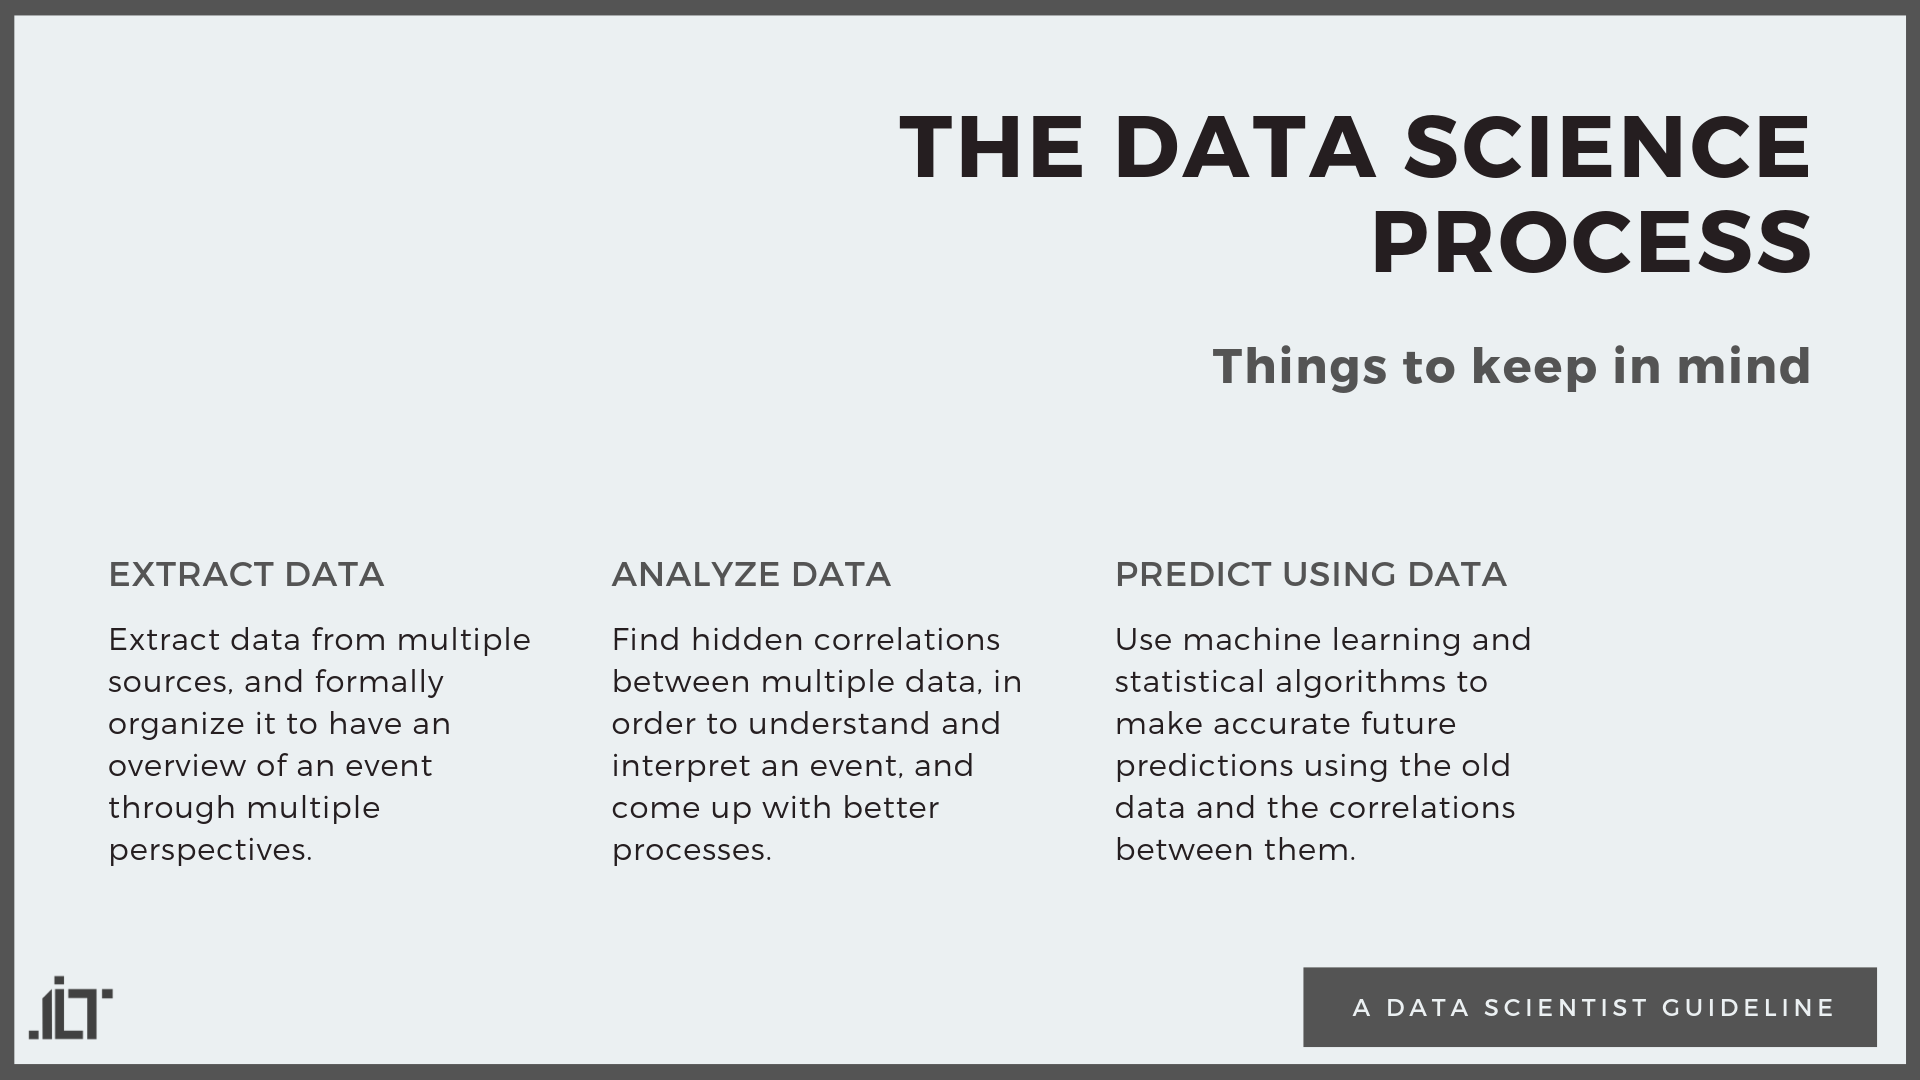 THE DATA SCIENCE
PROCESS
Things to keep in mind
EXTRACT DATA
Extract data from multiple
sources, and formally
organize it to have an
overview of an event
through multiple
perspectives.
ANALYZE DATA
Find hidden correlations
between multiple data, in
order to understand and
interpret an event, and
come up with better
processes.
PREDICT USING DATA
Use machine learning and
statistical algorithms to
make accurate future
predictions using the old
data and the correlations
between them.
A DATA SCIENTIST GUIDELINE